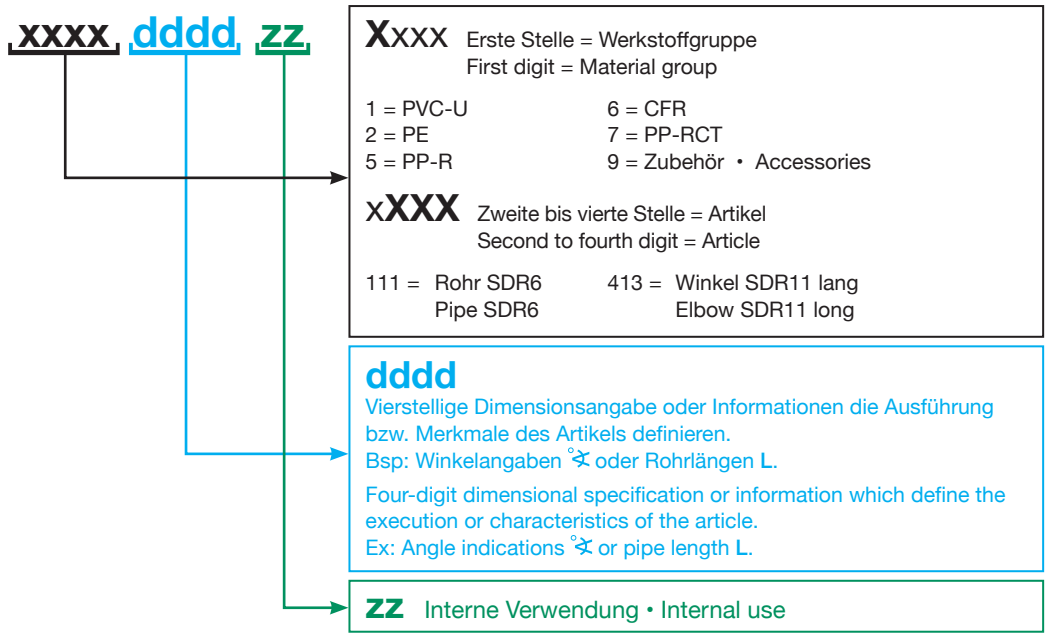 xxxx dddd zz
Xxxx Erste Stelle = Werkstoffgruppe
First digit = Material group
1 = PVC-U 6 = CFR
2 = PE 7 = PP-RCT
5 = PP-R 9 = Zubehör • Accessories
xXXX Zweite bis vierte Stelle = Artikel
Second to fourth digit = Article
111 = Rohr SDR6 413 = Winkel SDR11 lang
Pipe SDR6 Elbow SDR11 long
dddd
Vierstellige Dimensionsangabe oder Informationen die Ausführung
bzw. Merkmale des Artikels definieren.
Bsp: Winkelangaben °∢ oder Rohrlängen L.
Four-digit dimensional specification or information which define the
execution or characteristics of the article.
Ex: Angle indications °∢ or pipe length L.
zz Interne Verwendung • Internal use